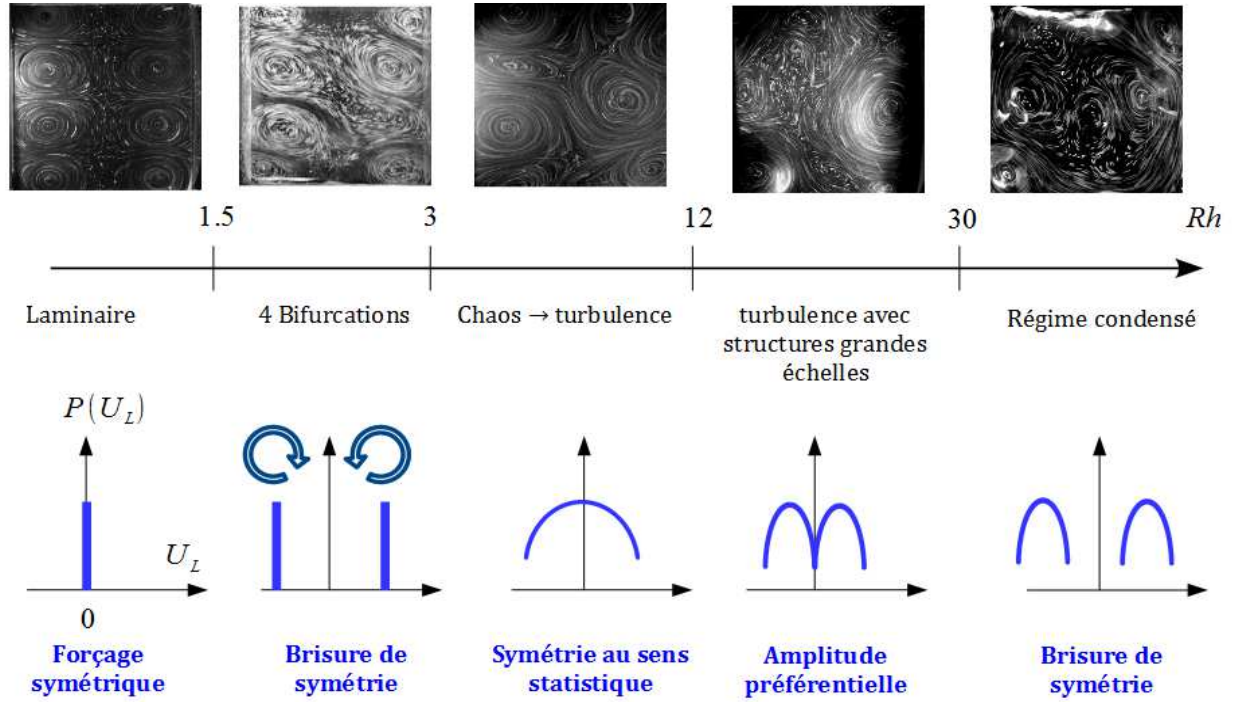 1.5 3 12 30 Rh
Laminaire
4 Bifurcations
Chaos → turbulence
turbulence avec
structures grandes
échelles
Régime condensé
P(U_L)
U_L
0
Forçage
symétrique
Brisure de
symétrie
Symétrie au sens
statistique
Amplitude
préférentielle
Brisure de
symétrie